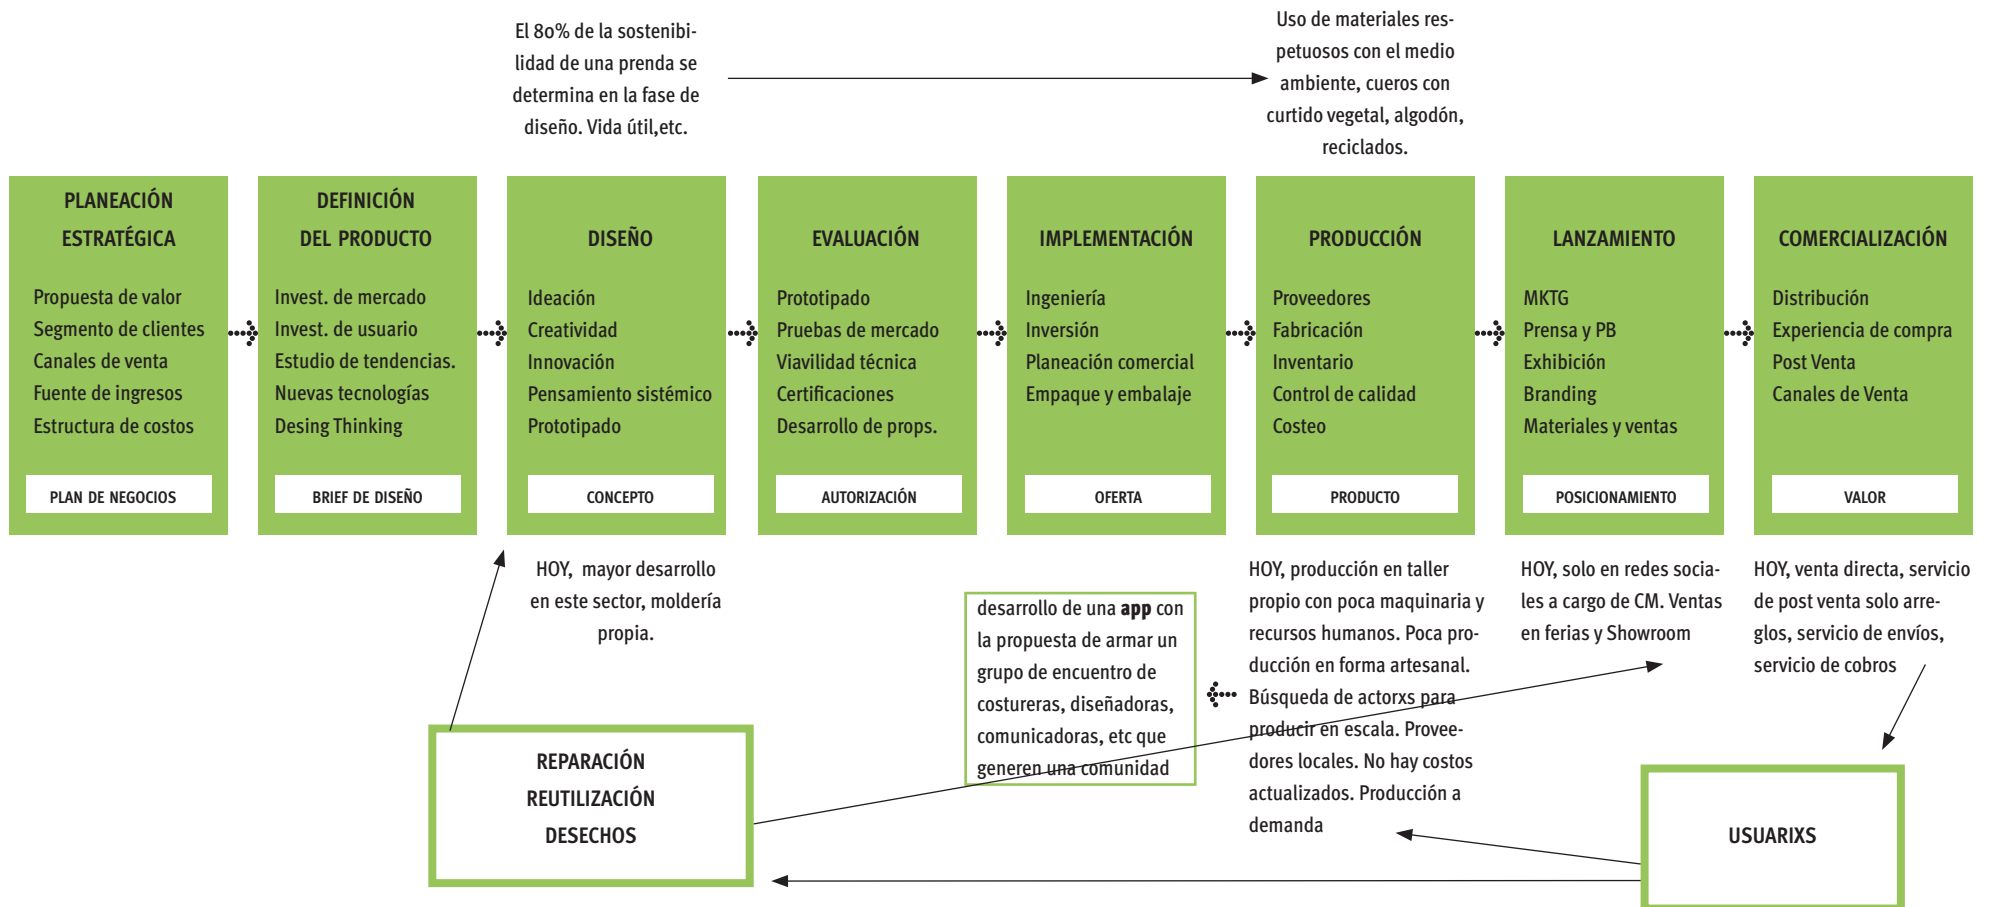 El 80% de la sostenibi-
lidad de una prenda se
determina en la fase de
diseño. Vida útil,etc.
Uso de materiales res-
petuosos con el medio
ambiente, cueros con
curtido vegetal, algodón,
reciclados.
PLANEACIÓN
ESTRATÉGICA
Propuesta de valor
Segmento de clientes
Canales de venta
Fuente de ingresos
Estructura de costos
PLAN DE NEGOCIOS
DEFINICIÓN
DEL PRODUCTO
Invest. de mercado
Invest. de usuario
Estudio de tendencias.
Nuevas tecnologías
Desing Thinking
BRIEF DE DISEÑO
DISEÑO
Ideación
Creatividad
Innovación
Pensamiento sistémico
Prototipado
CONCEPTO
EVALUACIÓN
Prototipado
Pruebas de mercado
Viavilidad técnica
Certificaciones
Desarrollo de props.
AUTORIZACIÓN
IMPLEMENTACIÓN
Ingeniería
Inversión
Planeación comercial
Empaque y embalaje
OFERTA
PRODUCCIÓN
Proveedores
Fabricación
Inventario
Control de calidad
Costeo
PRODUCTO
LANZAMIENTO
MKTG
Prensa y PB
Exhibición
Branding
Materiales y ventas
POSICIONAMIENTO
COMERCIALIZACIÓN
Distribución
Experiencia de compra
Post Venta
Canales de Venta
VALOR
HOY, mayor desarrollo
en este sector, moldería
propia.
desarrollo de una app con
la propuesta de armar un
grupo de encuentro de
costureras, diseñadoras,
comunicadoras, etc que
generen una comunidad
HOY, producción en taller
propio con poca maquinaria y
recursos humanos. Poca pro-
ducción en forma artesanal.
Búsqueda de actorxs para
producir en escala. Provee-
dores locales. No hay costos
actualizados. Producción a
demanda
HOY, solo en redes socia-
les a cargo de CM. Ventas
en ferias y Showroom
HOY, venta directa, servicio
de post venta solo arre-
glos, servicio de envíos,
servicio de cobros
REPARACIÓN
REUTILIZACIÓN
DESECHOS
USUARIXS